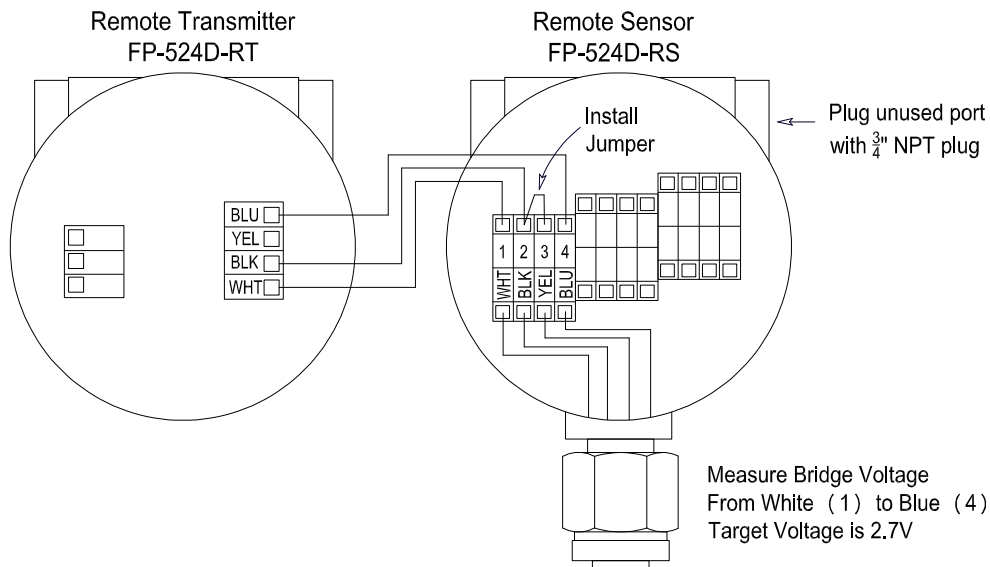 Remote Transmitter
FP-524D-RT
Remote Sensor
FP-524D-RS
Install
Jumper
Plug unused port
with 3/4" NPT plug
BLU
YEL
BLK
WHT
1 2 3 4
WHT BLK YEL BLU
Measure Bridge Voltage
From White (1) to Blue (4)
Target Voltage is 2.7V